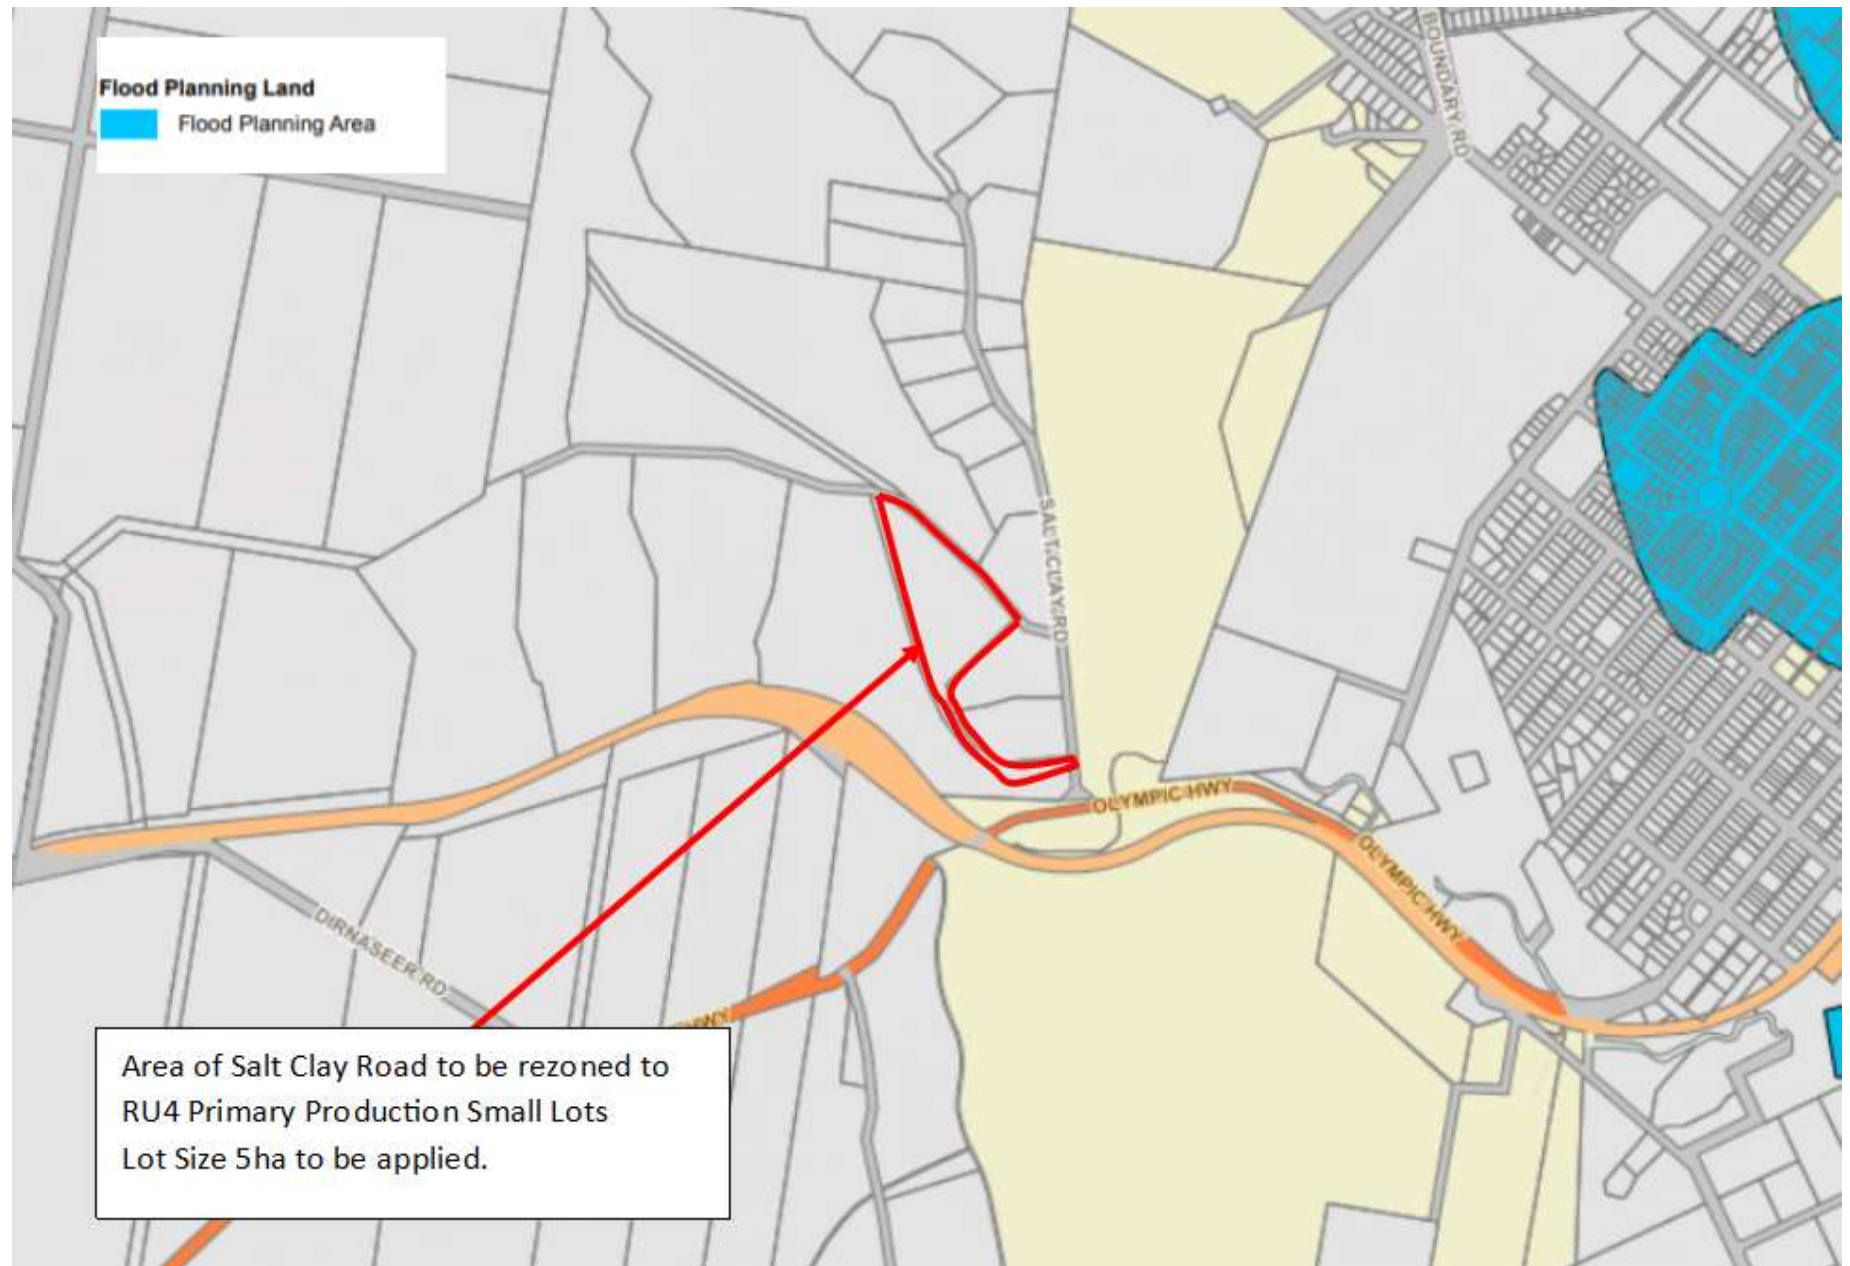 Flood Planning Land
Flood Planning Area
BOUNDARY RD
SALT CLAY RD
OLYMPIC HWY
OLYMPIC HWY
DIRNASEER RD
HWY
Area of Salt Clay Road to be rezoned to
RU4 Primary Production Small Lots
Lot Size 5ha to be applied.